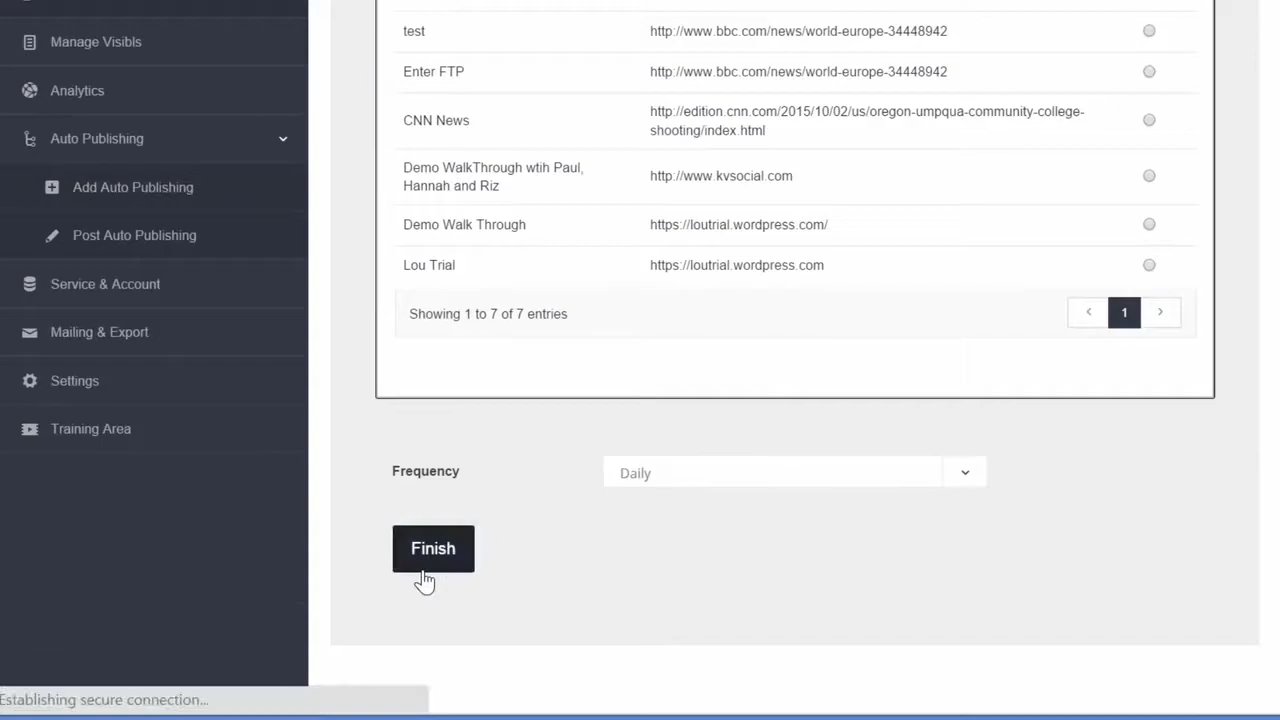 Manage Visibls
Analytics
Auto Publishing
Add Auto Publishing
Post Auto Publishing
Service & Account
Mailing & Export
Settings
Training Area
test http://www.bbc.com/news/world-europe-34448942
Enter FTP http://www.bbc.com/news/world-europe-34448942
CNN News http://edition.cnn.com/2015/10/02/us/oregon-umpqua-community-college-
shooting/index.html
Demo WalkThrough wtih Paul,
Hannah and Riz http://www.kvsocial.com
Demo Walk Through https://loutrial.wordpress.com/
Lou Trial https://loutrial.wordpress.com
Showing 1 to 7 of 7 entries < 1 >
Frequency Daily
Finish
Establishing secure connection...